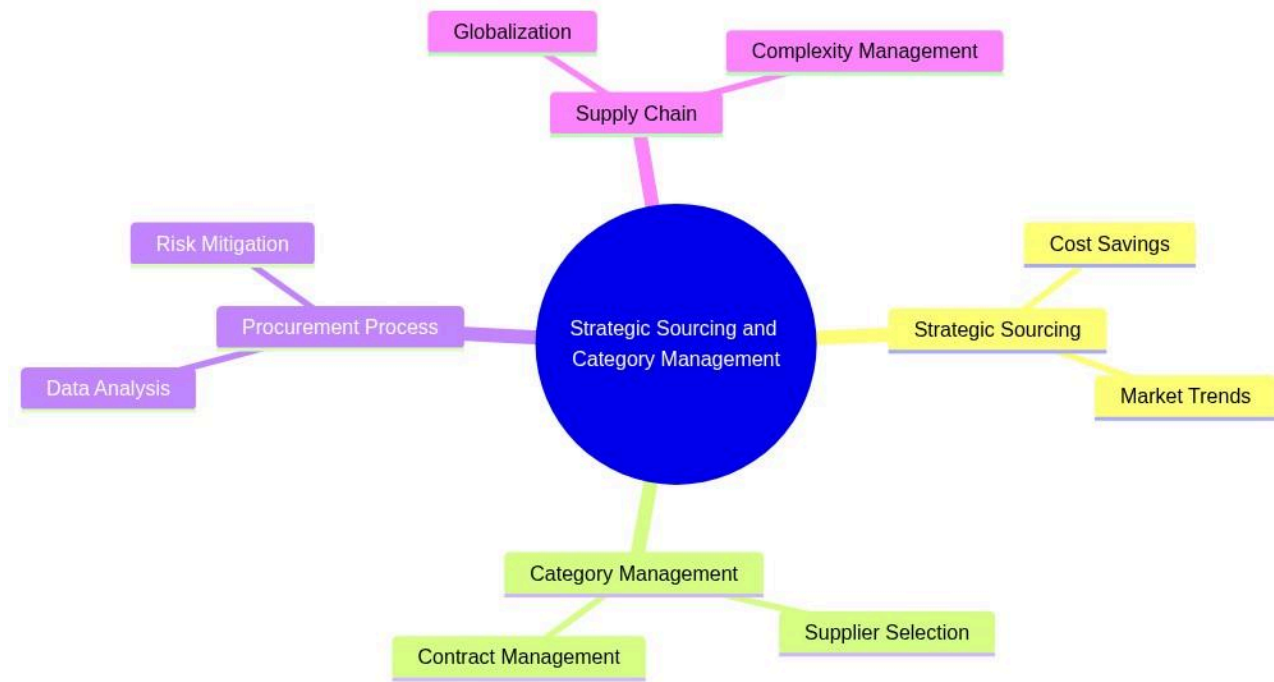 Globalization
Complexity Management
Supply Chain
Risk Mitigation
Cost Savings
Procurement Process
Strategic Sourcing and
Category Management
Strategic Sourcing
Data Analysis
Market Trends
Category Management
Supplier Selection
Contract Management